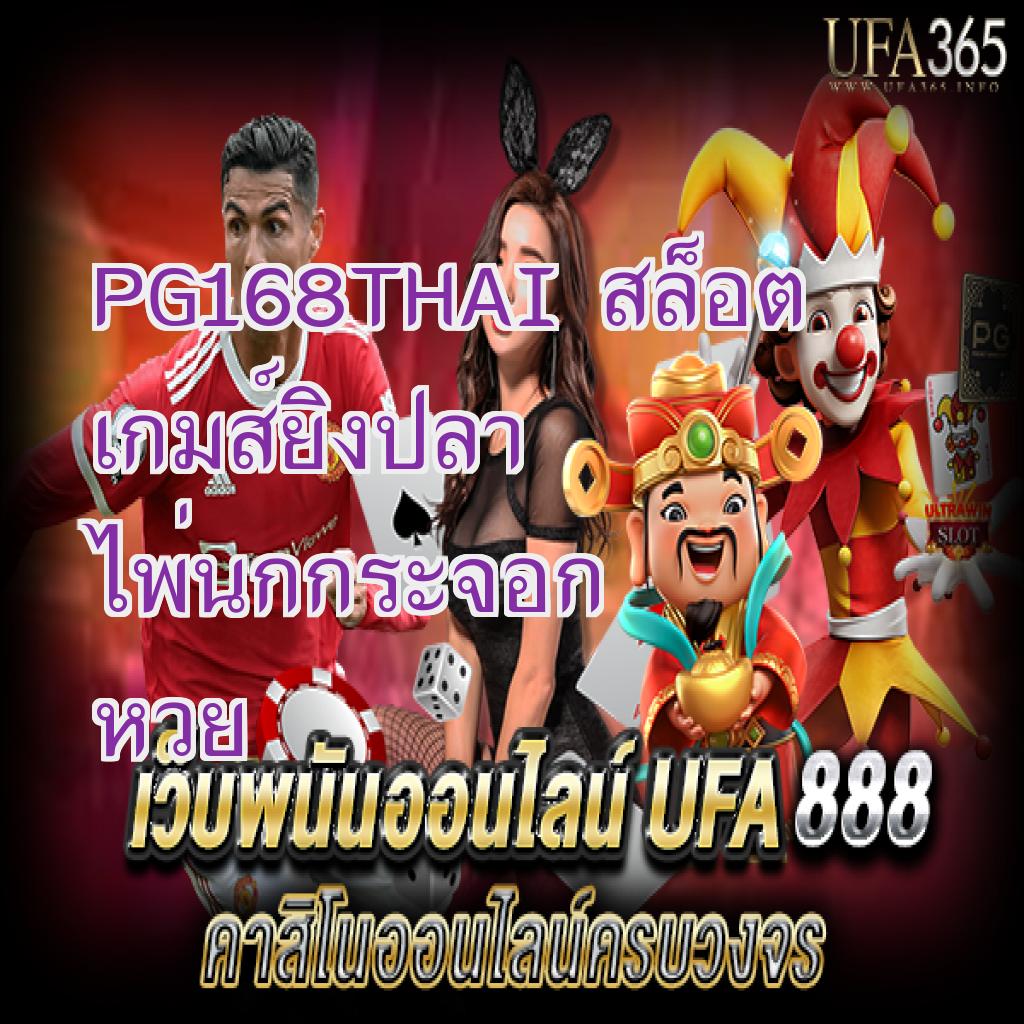 UFA365
WWW.UFA365.INFO
PG168THAI สล็อต
เกมส์ยิงปลา
ไพ่นกกระจอก
หวย
PG
ULTRAWIN
SLOT
เว็บพนันออนไลน์ UFA 888
คาสิโนออนไลน์ครบวงจร